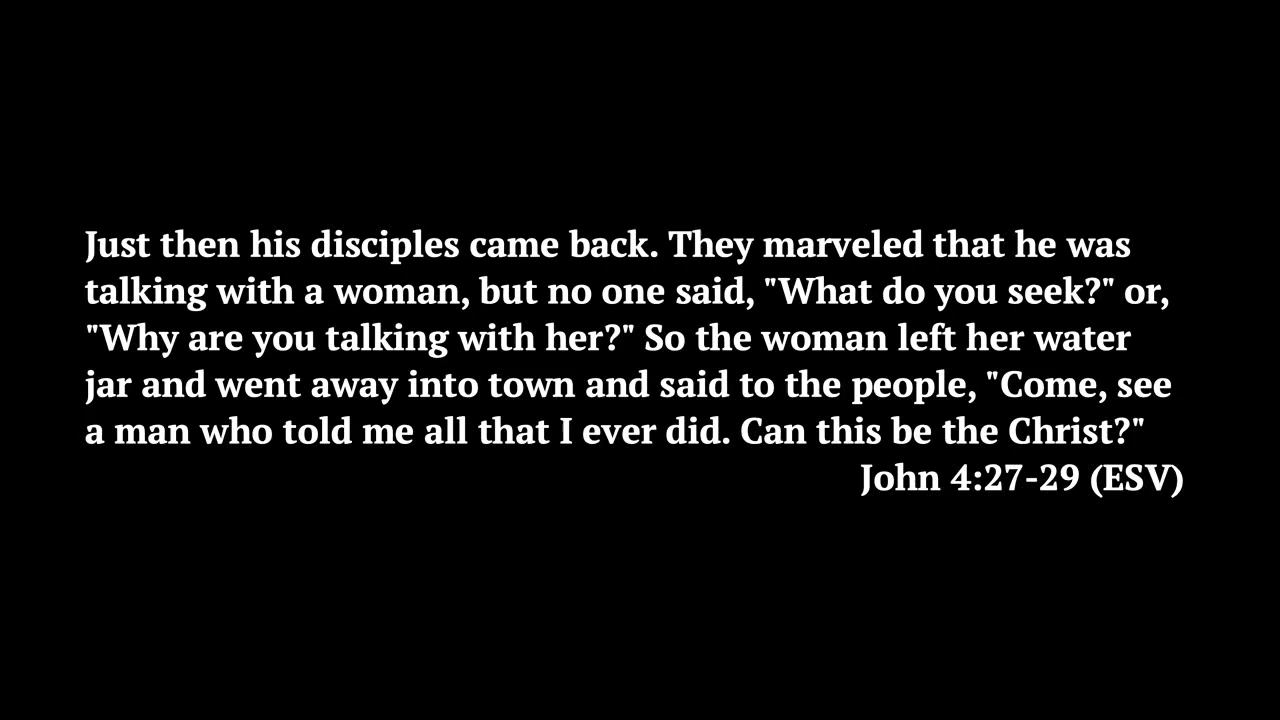 Just then his disciples came back. They marveled that he was
talking with a woman, but no one said, "What do you seek?" or,
"Why are you talking with her?" So the woman left her water
jar and went away into town and said to the people, "Come, see
a man who told me all that I ever did. Can this be the Christ?"
John 4:27-29 (ESV)